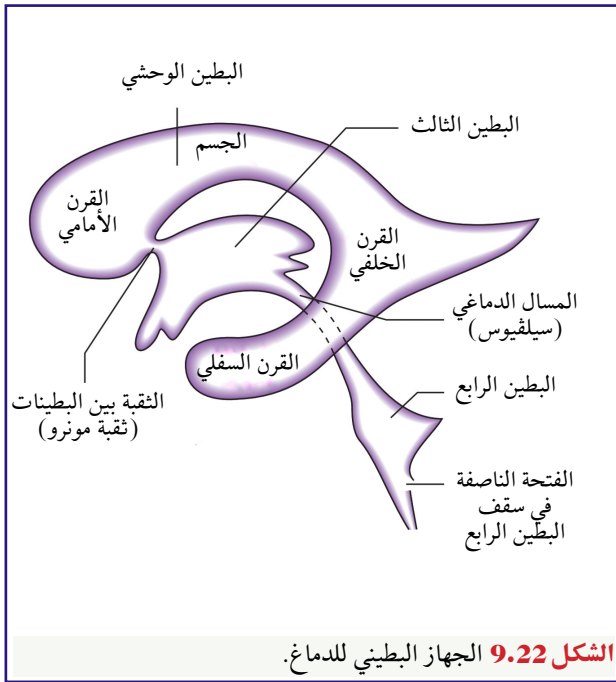 البطين الوحشي
البطين الثالث
الجسم
القرن
الأمامي
القرن
الخلفي
المسال الدماغي
(سيلڤيوس)
القرن السفلي
البطين الرابع
الثقبة بين البطينات
(ثقبة مونرو)
الفتحة الناصفة
في سقف
البطين الرابع
الشكل 9.22 الجهاز البطيني للدماغ.